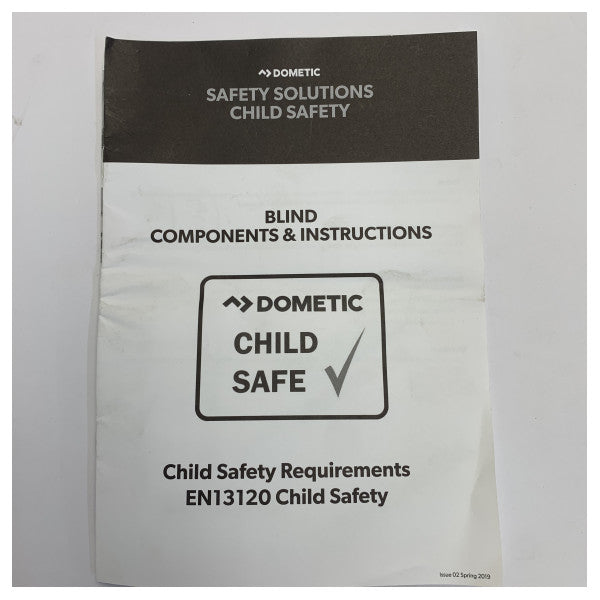 DOMETIC
SAFETY SOLUTIONS
CHILD SAFETY
BLIND
COMPONENTS & INSTRUCTIONS
DOMETIC
CHILD
SAFE
Child Safety Requirements
EN13120 Child Safety
Issue 02 Spring 2019